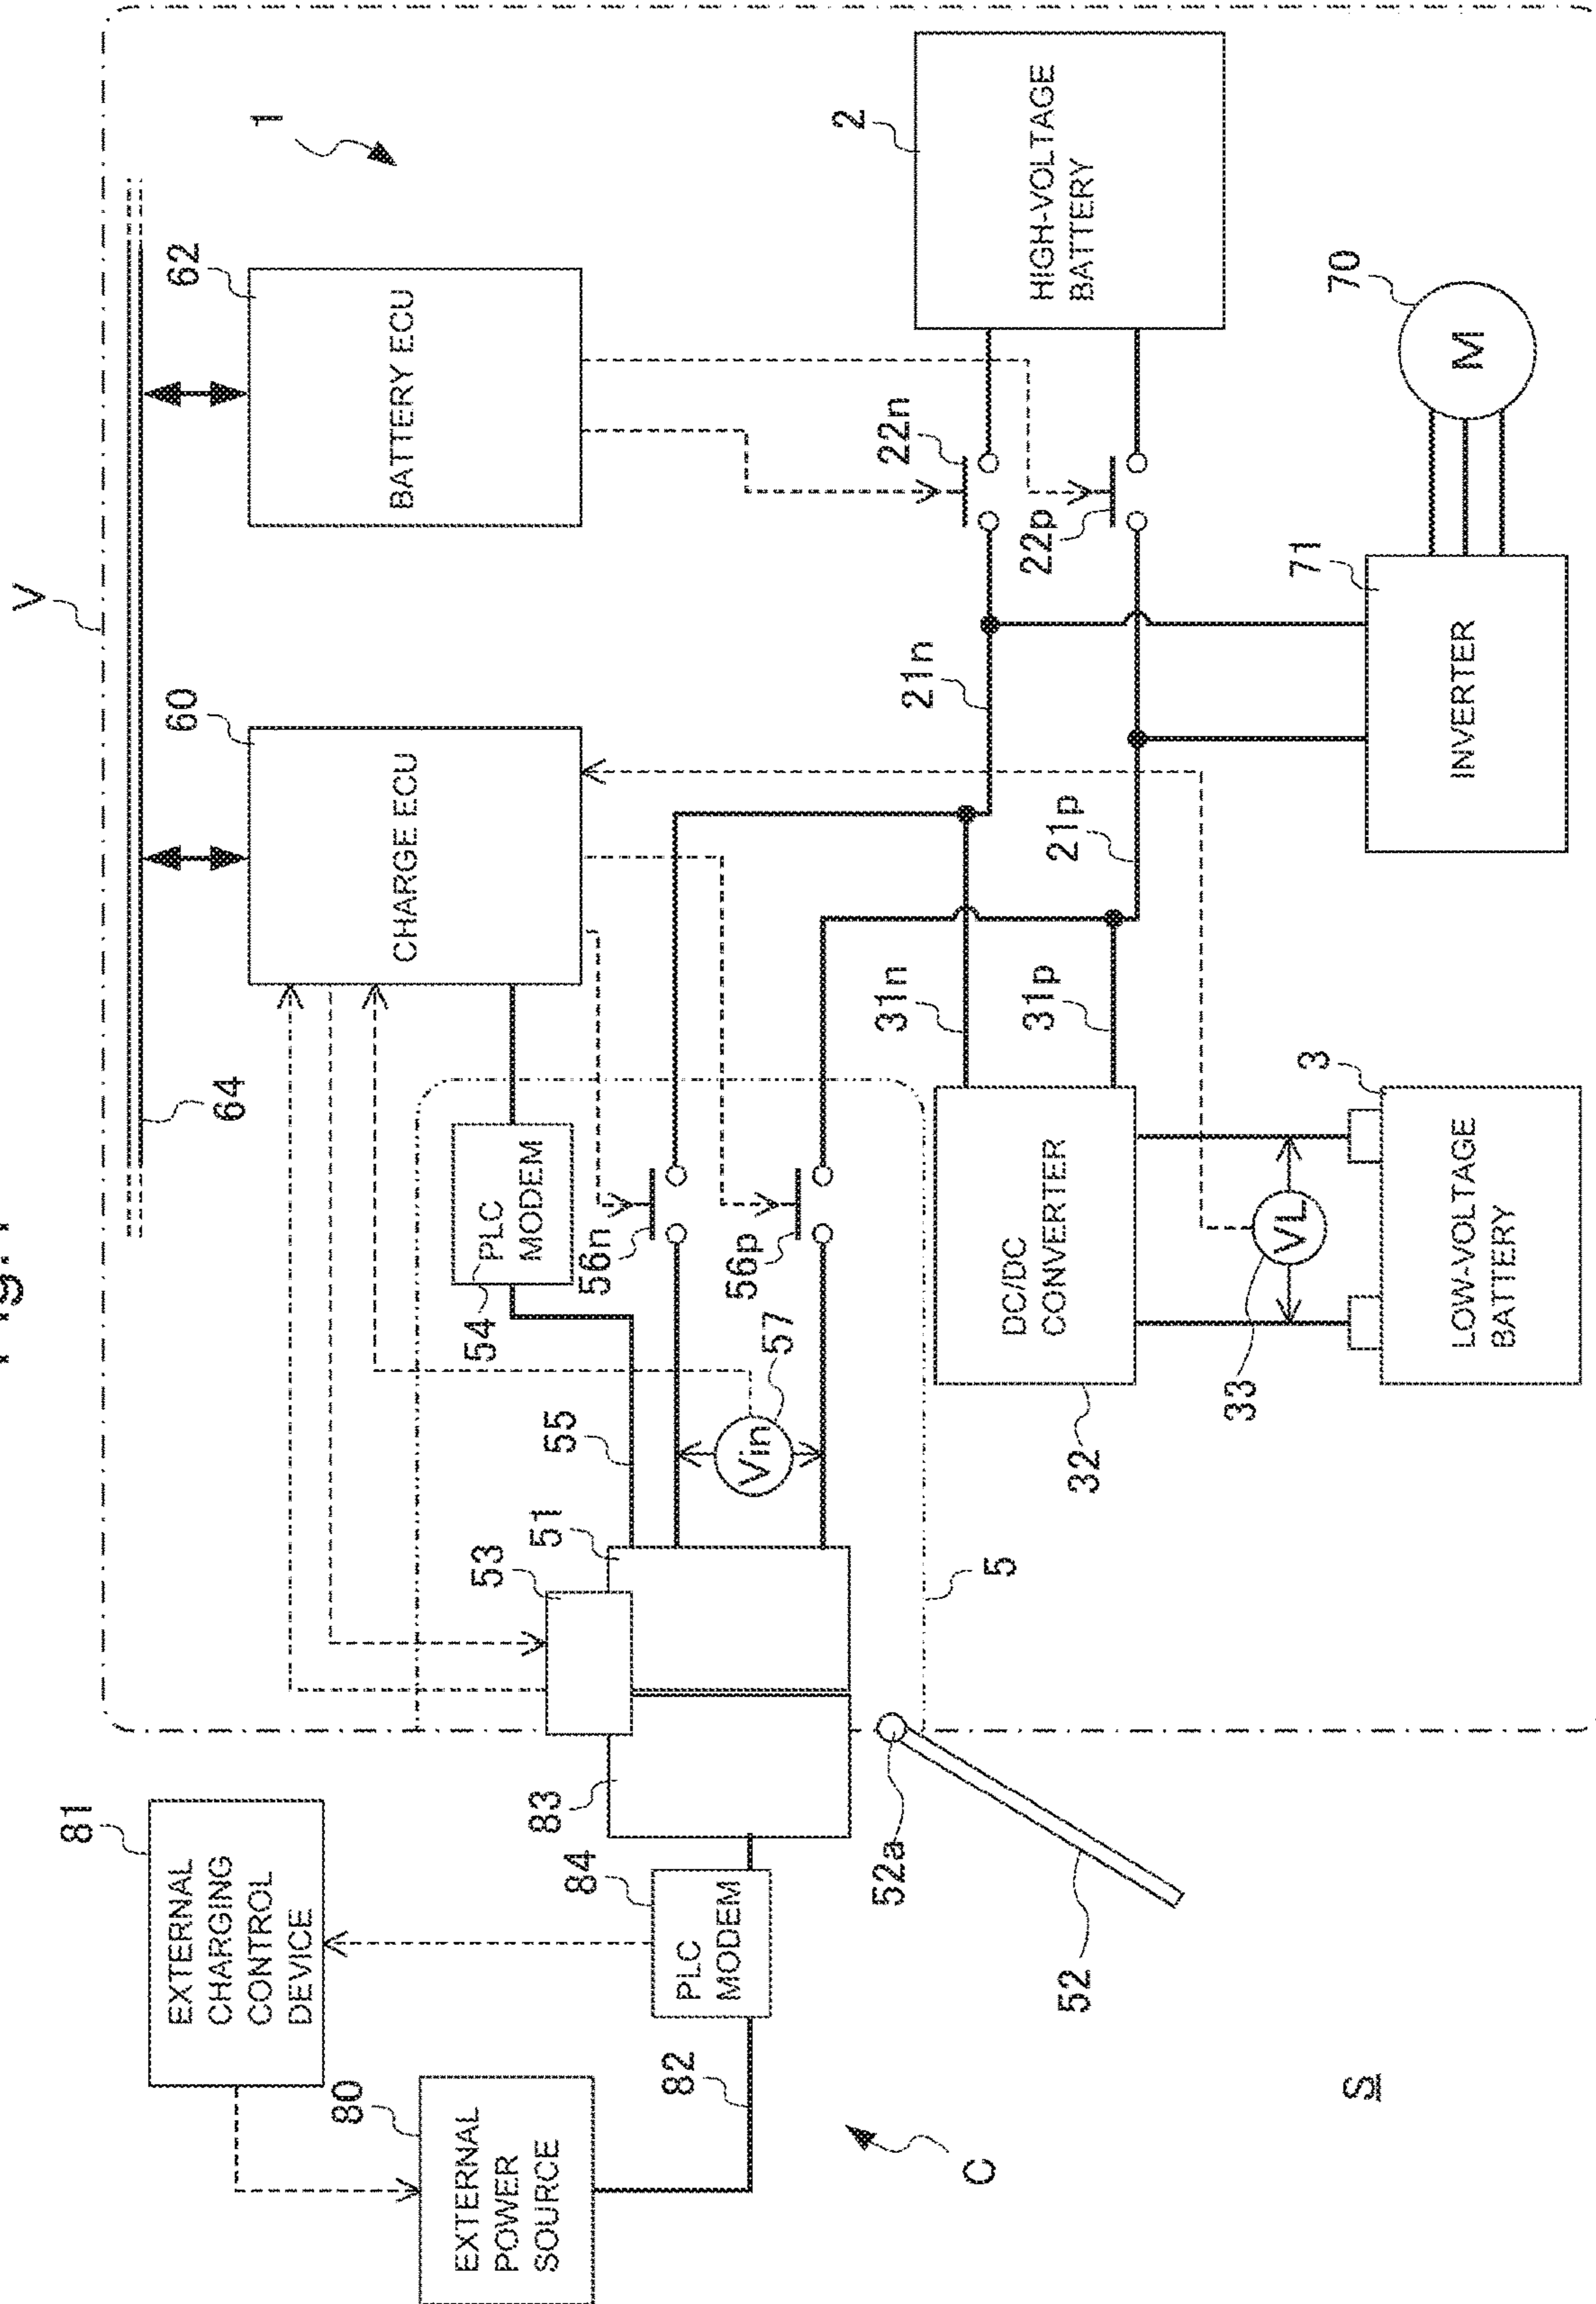 Fig. 1
V
1
81
EXTERNAL
CHARGING
CONTROL
DEVICE
64
60
CHARGE ECU
62
BATTERY ECU
80
EXTERNAL
POWER
SOURCE
84
PLC
MODEM
82
83
53
51
55
54
PLC
MODEM
56n
56p
Vin
57
5
52a
52
C
S
2
HIGH-VOLTAGE
BATTERY
22n
22p
21n
21p
31n
31p
DC/DC
CONVERTER
32
33
VL
3
LOW-VOLTAGE
BATTERY
71
INVERTER
70
M